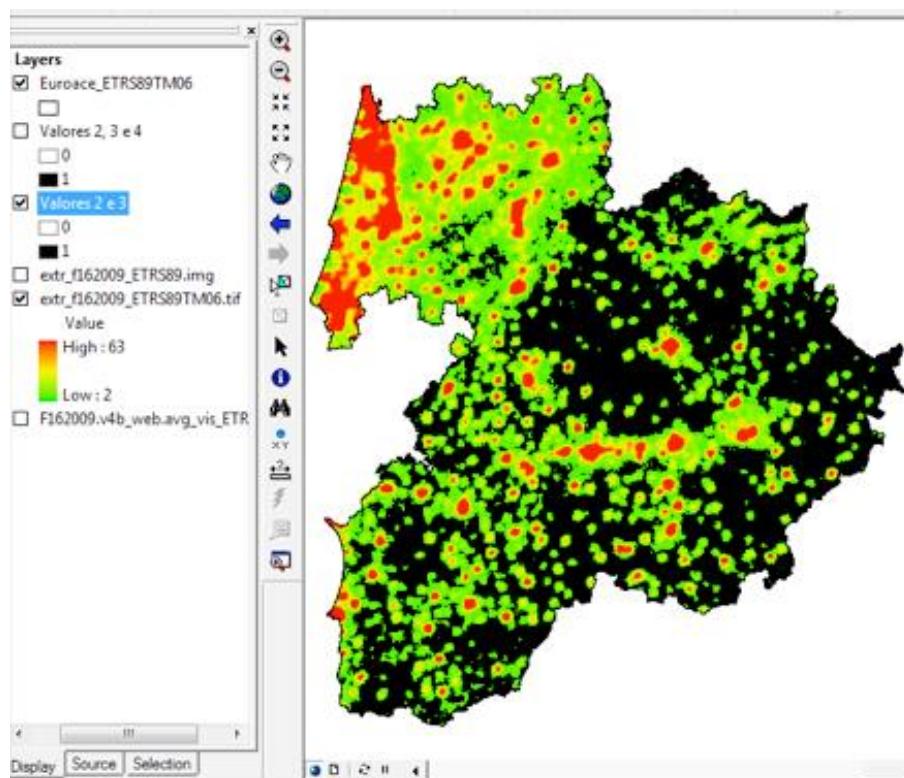 Layers
Euroace_ETRS89TM06
Valores 2, 3 e 4
0
1
Valores 2 e 3
0
1
extr_f162009_ETRS89.img
extr_f162009_ETRS89TM06.tif
Value
High : 63
Low : 2
F162009.v4b_web.avg_vis_ETR
XY
Display Source Selection